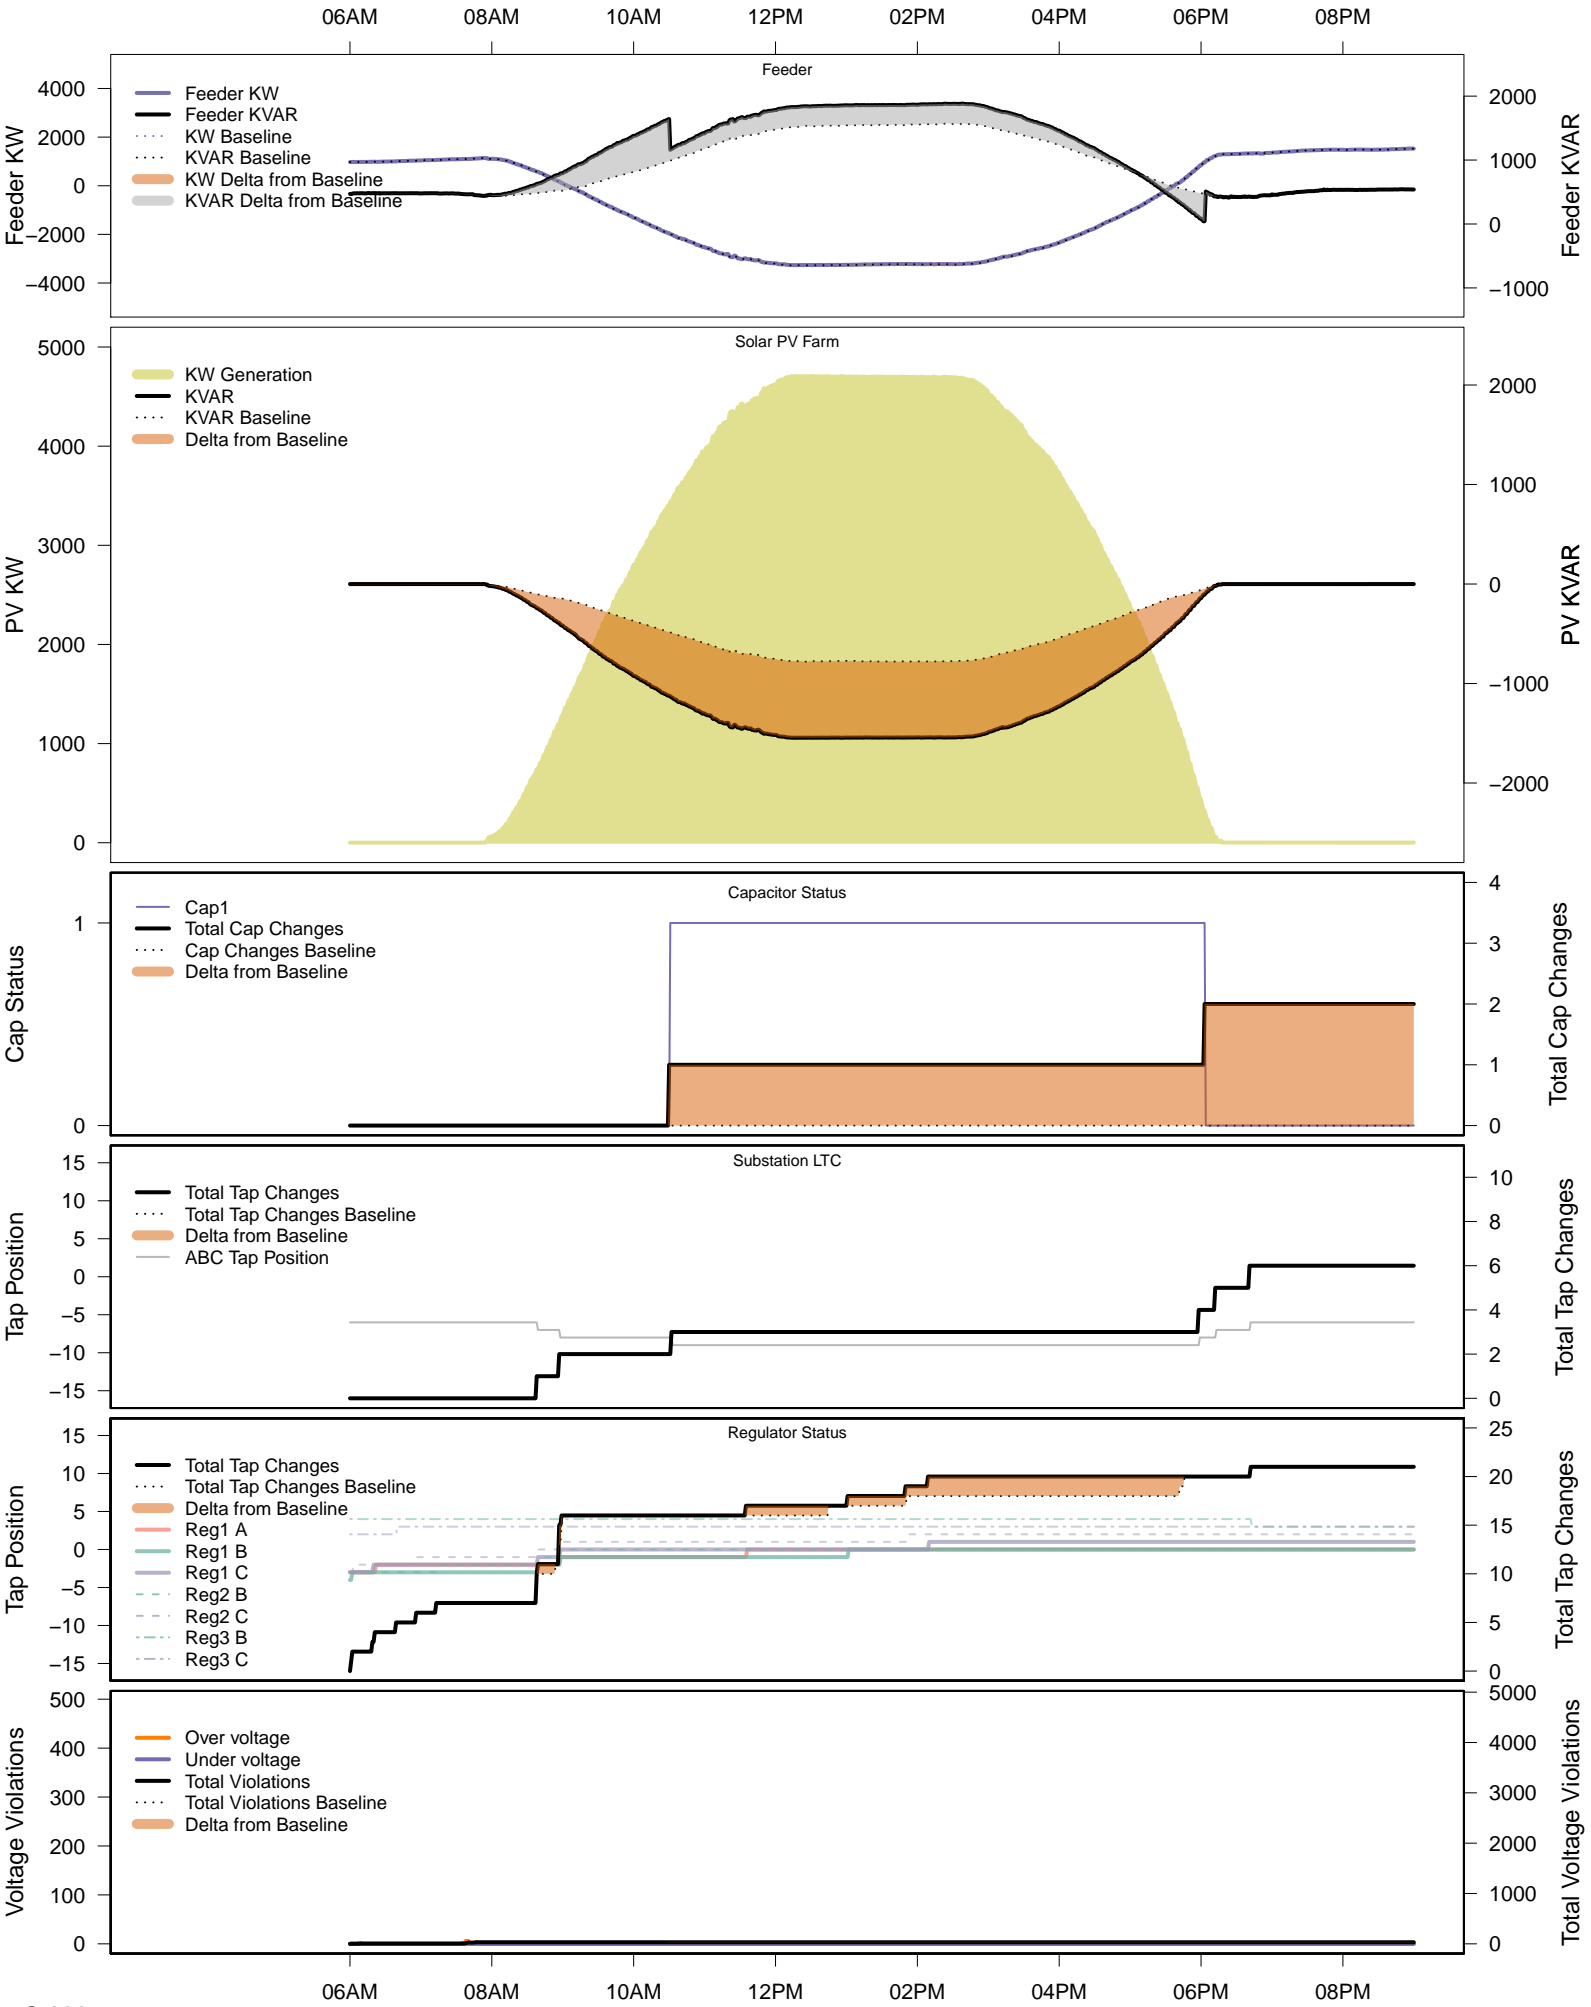 06AM 08AM 10AM 12PM 02PM 04PM 06PM 08PM
Feeder
Feeder KW
Feeder KVAR
KW Baseline
KVAR Baseline
KW Delta from Baseline
KVAR Delta from Baseline
4000
2000
0
−2000
−4000
Feeder KW
2000
1000
0
−1000
Feeder KVAR
Solar PV Farm
KW Generation
KVAR
KVAR Baseline
Delta from Baseline
5000
4000
3000
2000
1000
0
PV KW
2000
1000
0
−1000
−2000
PV KVAR
Capacitor Status
Cap1
Total Cap Changes
Cap Changes Baseline
Delta from Baseline
1
0
Cap Status
4
3
2
1
0
Total Cap Changes
Substation LTC
Total Tap Changes
Total Tap Changes Baseline
Delta from Baseline
ABC Tap Position
15
10
5
0
−5
−10
−15
Tap Position
10
8
6
4
2
0
Total Tap Changes
Regulator Status
Total Tap Changes
Total Tap Changes Baseline
Delta from Baseline
Reg1 A
Reg1 B
Reg1 C
Reg2 B
Reg2 C
Reg3 B
Reg3 C
15
10
5
0
−5
−10
−15
Tap Position
25
20
15
10
5
0
Total Tap Changes
Over voltage
Under voltage
Total Violations
Total Violations Baseline
Delta from Baseline
500
400
300
200
100
0
Voltage Violations
5000
4000
3000
2000
1000
0
Total Voltage Violations
06AM 08AM 10AM 12PM 02PM 04PM 06PM 08PM